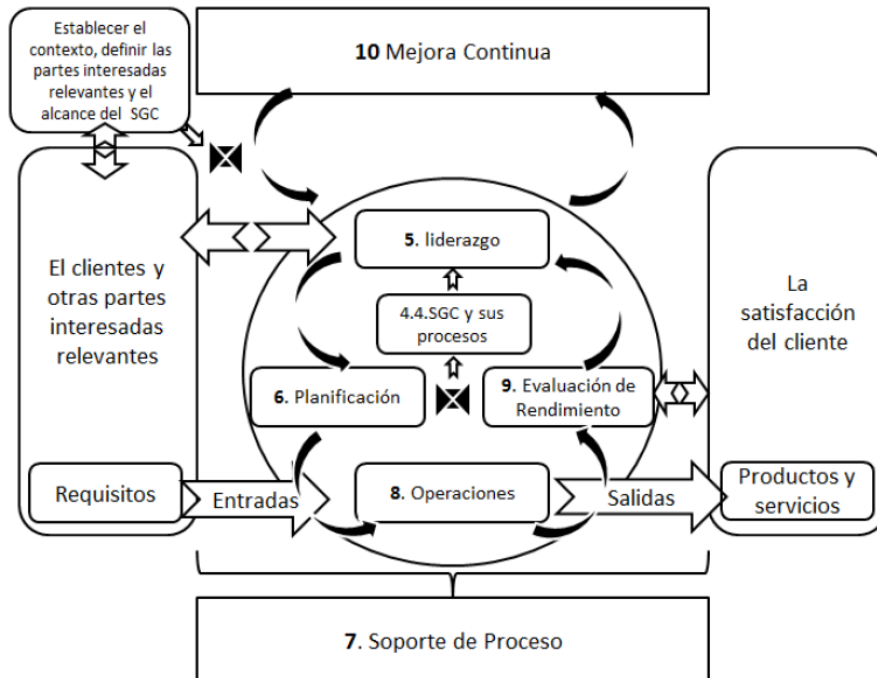 Establecer el
contexto, definir las
partes interesadas
relevantes y el
alcance del SGC
10 Mejora Continua
El clientes y
otras partes
interesadas
relevantes
Requisitos
Entradas
5. liderazgo
4.4.SGC y sus
procesos
6. Planificación
9. Evaluación de
Rendimiento
8. Operaciones
Salidas
La
satisfacción
del cliente
Productos y
servicios
7. Soporte de Proceso